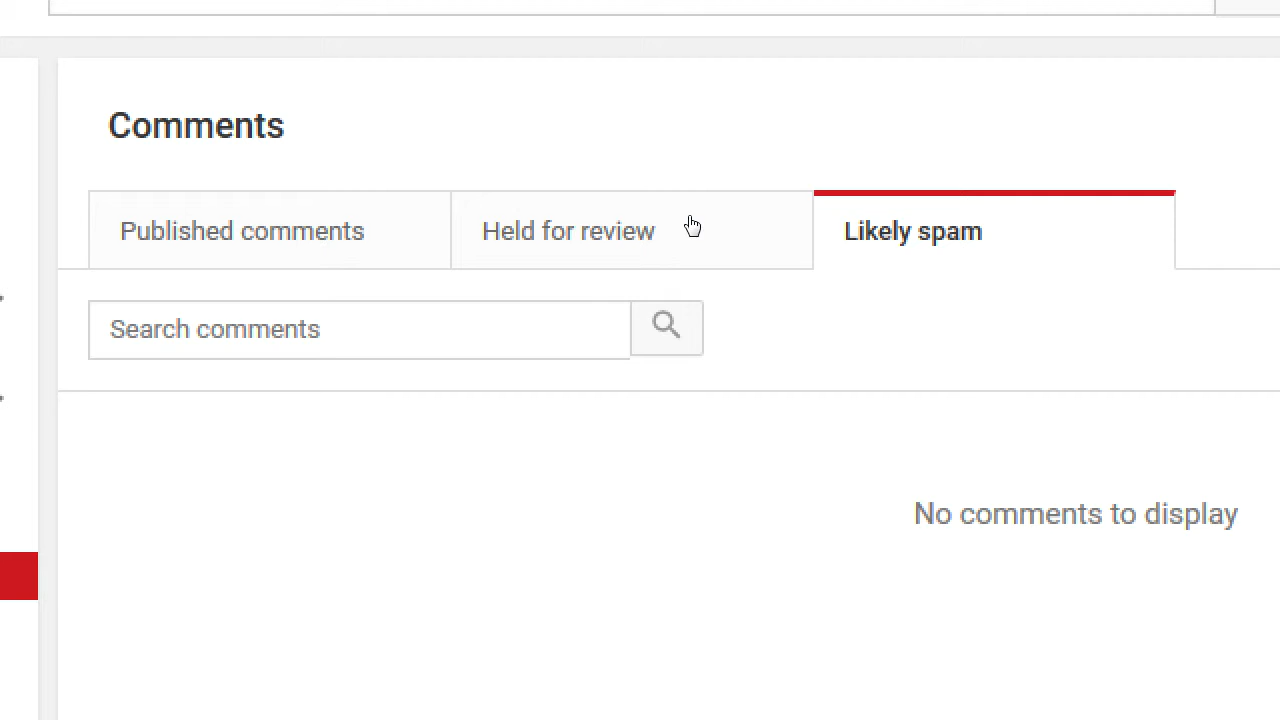 Comments
Published comments
Held for review
Likely spam
Search comments
No comments to display